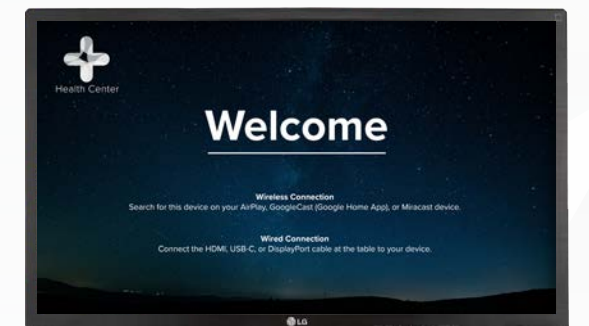 Health Center
Welcome
Wireless Connection
Search for this device on your AirPlay, GoogleCast (Google Home App), or Miracast device.
Wired Connection
Connect the HDMI, USB-C, or DisplayPort cable at the table to your device.
LG